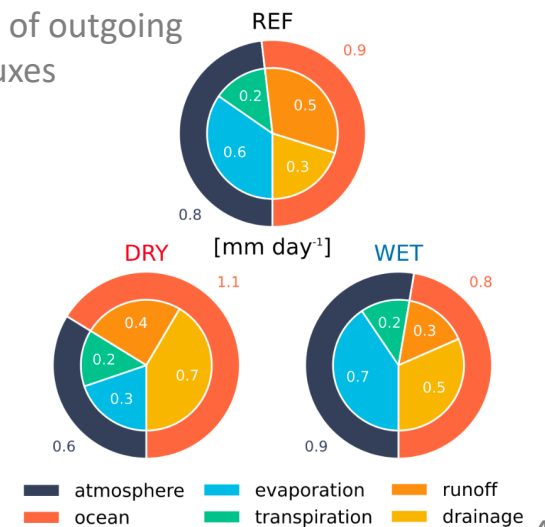 of outgoing
REF
0.9
0.2
0.5
0.6
0.3
0.8
[mm day⁻¹]
DRY
WET
1.1
0.8
0.4
0.2
0.7
0.3
0.6
0.2
0.3
0.7
0.5
0.9
atmosphere evaporation runoff
ocean transpiration drainage